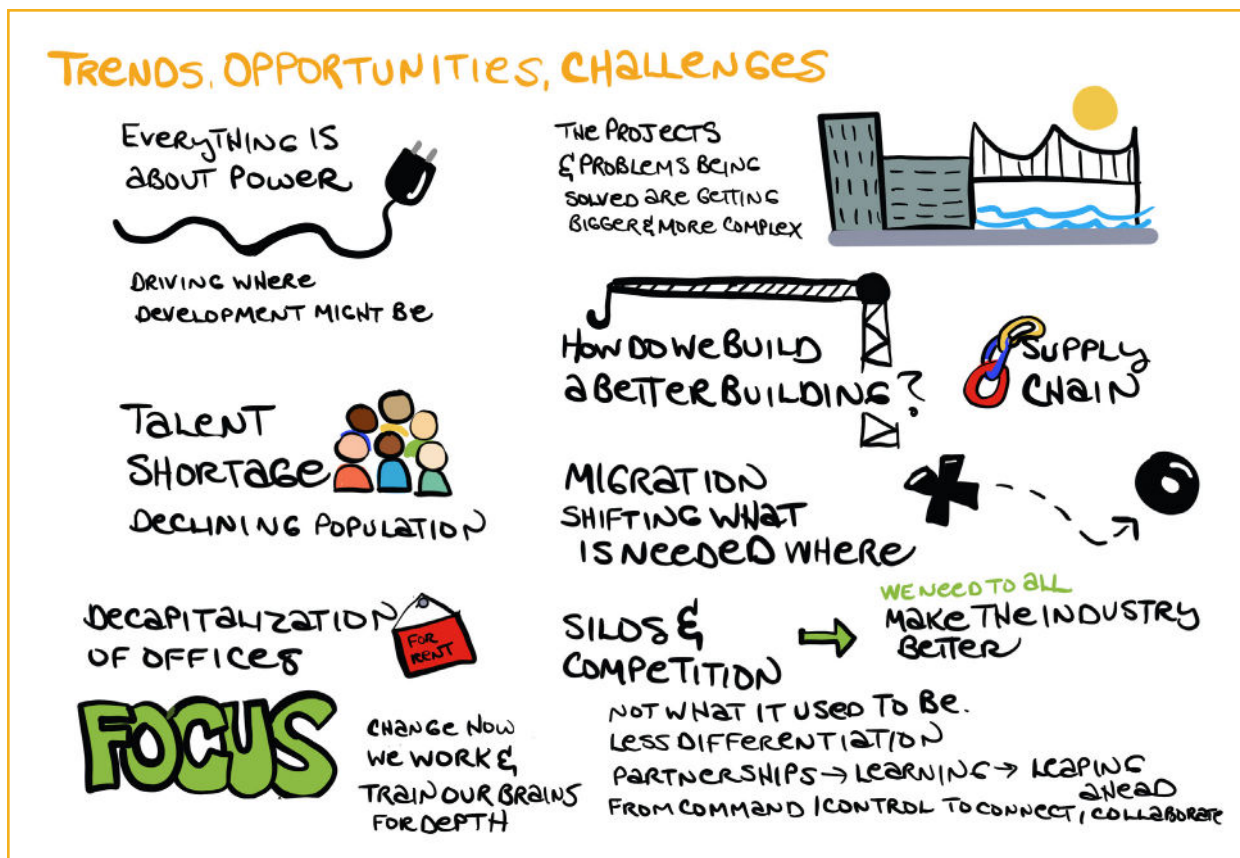 TRENDS, OPPORTUNITIES, CHALLENGES
EVERYTHING IS
ABOUT POWER
DRIVING WHERE
DEVELOPMENT MIGHT BE
THE PROJECTS
& PROBLEMS BEING
SOLVED ARE GETTING
BIGGER & MORE COMPLEX
HOW DO WE BUILD
A BETTER BUILDING?
SUPPLY
CHAIN
TALENT
SHORTAGE
DECLINING POPULATION
MIGRATION
SHIFTING WHAT
IS NEEDED WHERE
DECAPITALIZATION
OF OFFICES
FOR
RENT
SILOS &
COMPETITION
WE NEED TO ALL
MAKE THE INDUSTRY
BETTER
FOCUS
CHANGE HOW
WE WORK &
TRAIN OUR BRAINS
FOR DEPTH
NOT WHAT IT USED TO BE.
LESS DIFFERENTIATION
PARTNERSHIPS → LEARNING → LEAPING
AHEAD
FROM COMMAND / CONTROL TO CONNECT, COLLABORATE